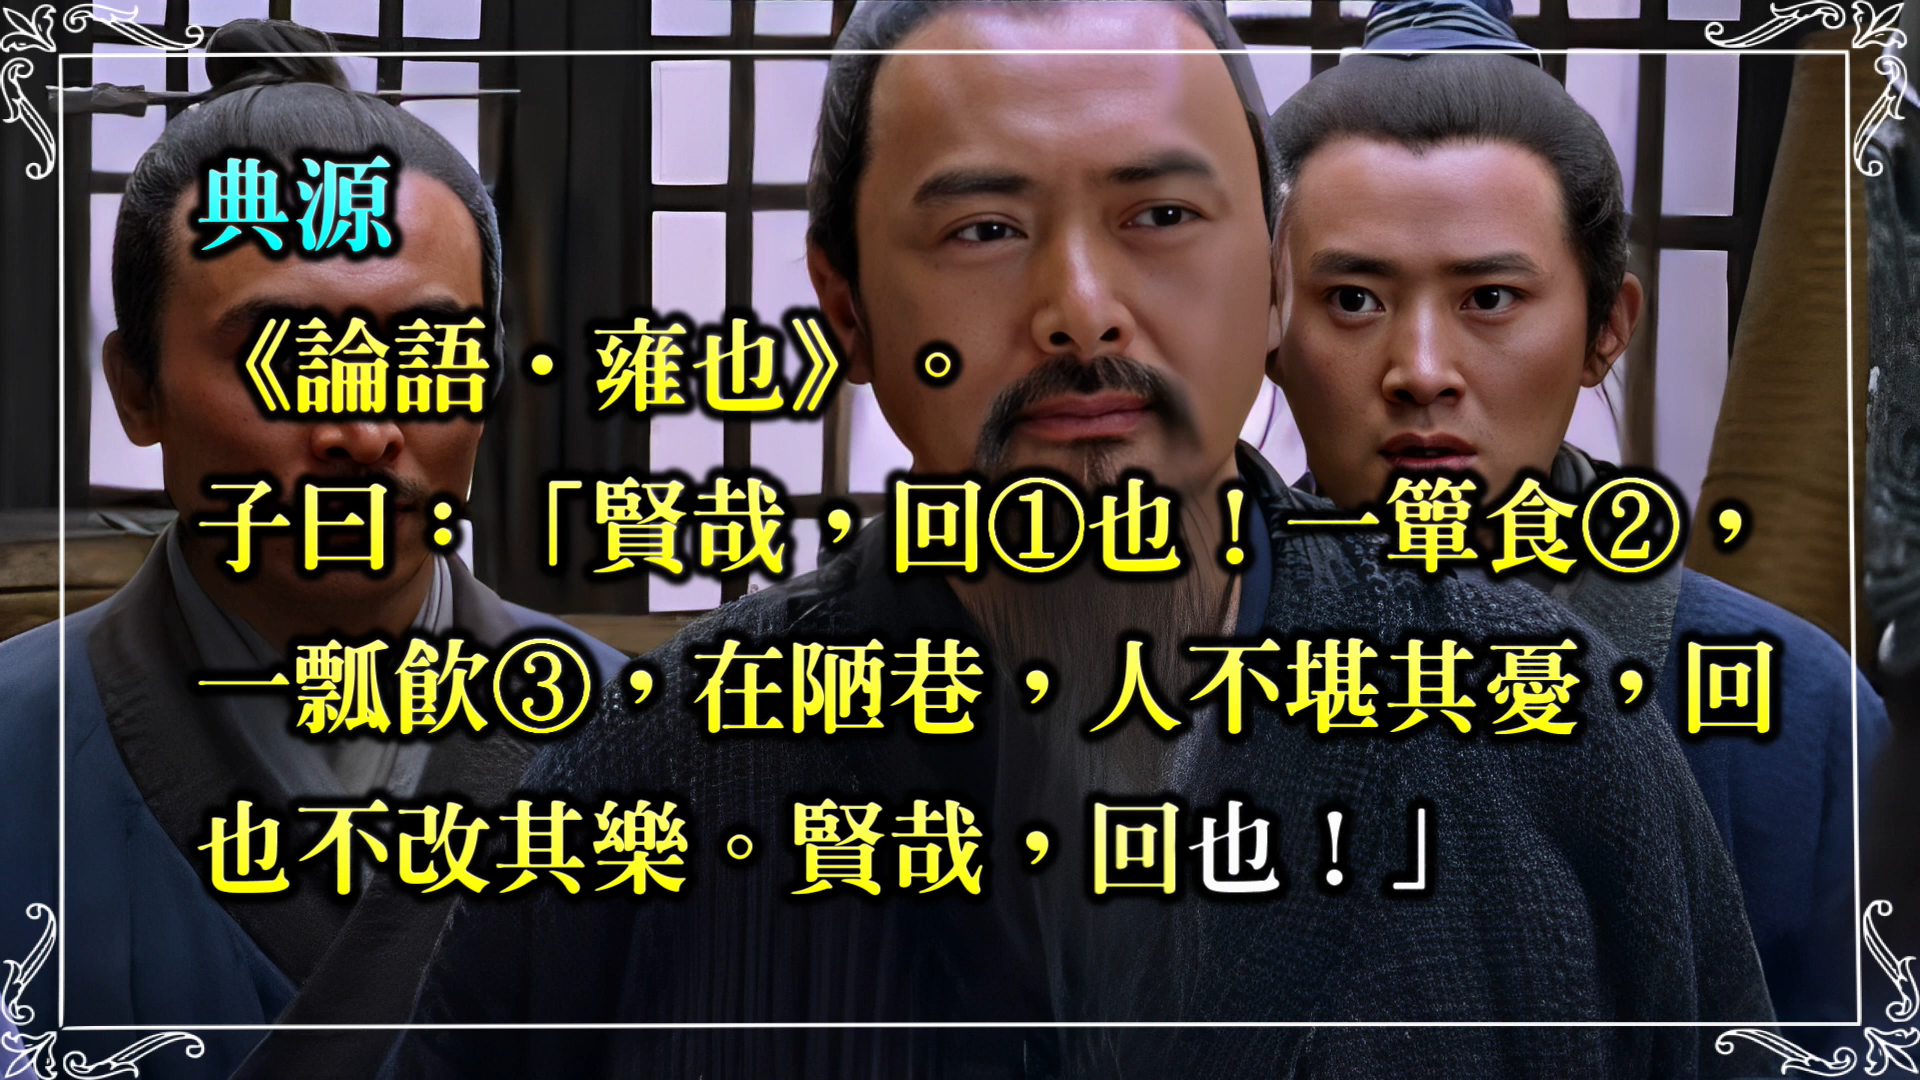 典源
《論語．雍也》。
子曰：「賢哉，回①也！一簞食②，
一瓢飲③，在陋巷，人不堪其憂，回
也不改其樂。賢哉，回也！」